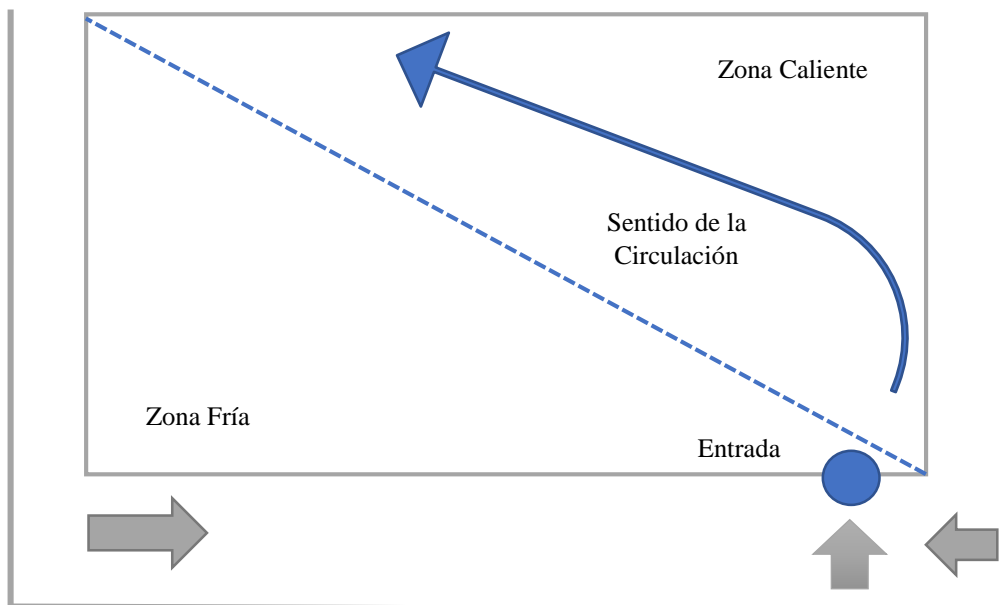 Zona Caliente
Sentido de la
Circulación
Zona Fría
Entrada